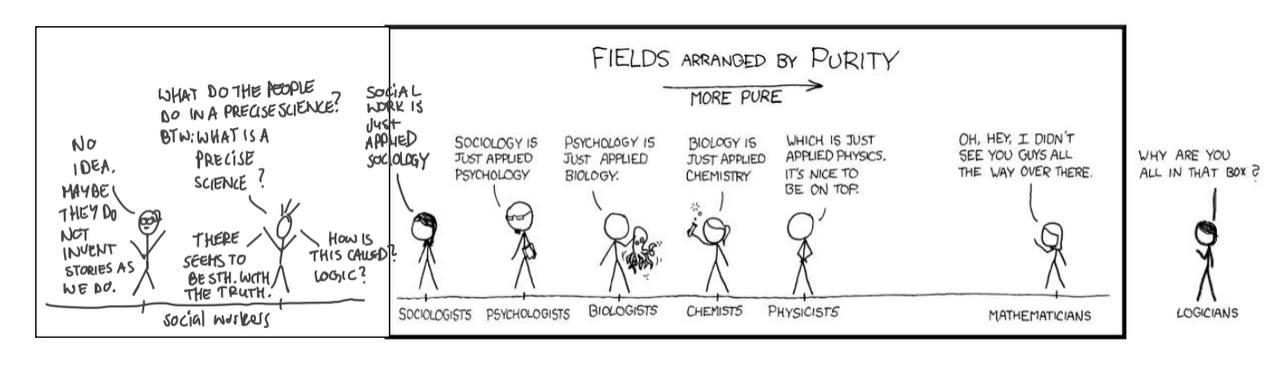 FIELDS ARRANGED BY PURITY
MORE PURE
NO
IDEA.
MAYBE
THEY DO
NOT
INVENT
STORIES AS
WE DO.
WHAT DO THE PEOPLE
DO IN A PRECISE SCIENCE?
BTW: WHAT IS A
PRECISE
SCIENCE?
THERE
SEEMS TO
BE STH. WITH
THE TRUTH.
HOW IS
THIS CALLED?
LOGIC?
social workers
SOCIAL
WORK IS
JUST
APPLIED
SOCIOLOGY
SOCIOLOGY IS
JUST APPLIED
PSYCHOLOGY
PSYCHOLOGY IS
JUST APPLIED
BIOLOGY.
BIOLOGY IS
JUST APPLIED
CHEMISTRY
WHICH IS JUST
APPLIED PHYSICS.
IT'S NICE TO
BE ON TOP.
OH, HEY, I DIDN'T
SEE YOU GUYS ALL
THE WAY OVER THERE.
WHY ARE YOU
ALL IN THAT BOX?
SOCIOLOGISTS
PSYCHOLOGISTS
BIOLOGISTS
CHEMISTS
PHYSICISTS
MATHEMATICIANS
LOGICIANS